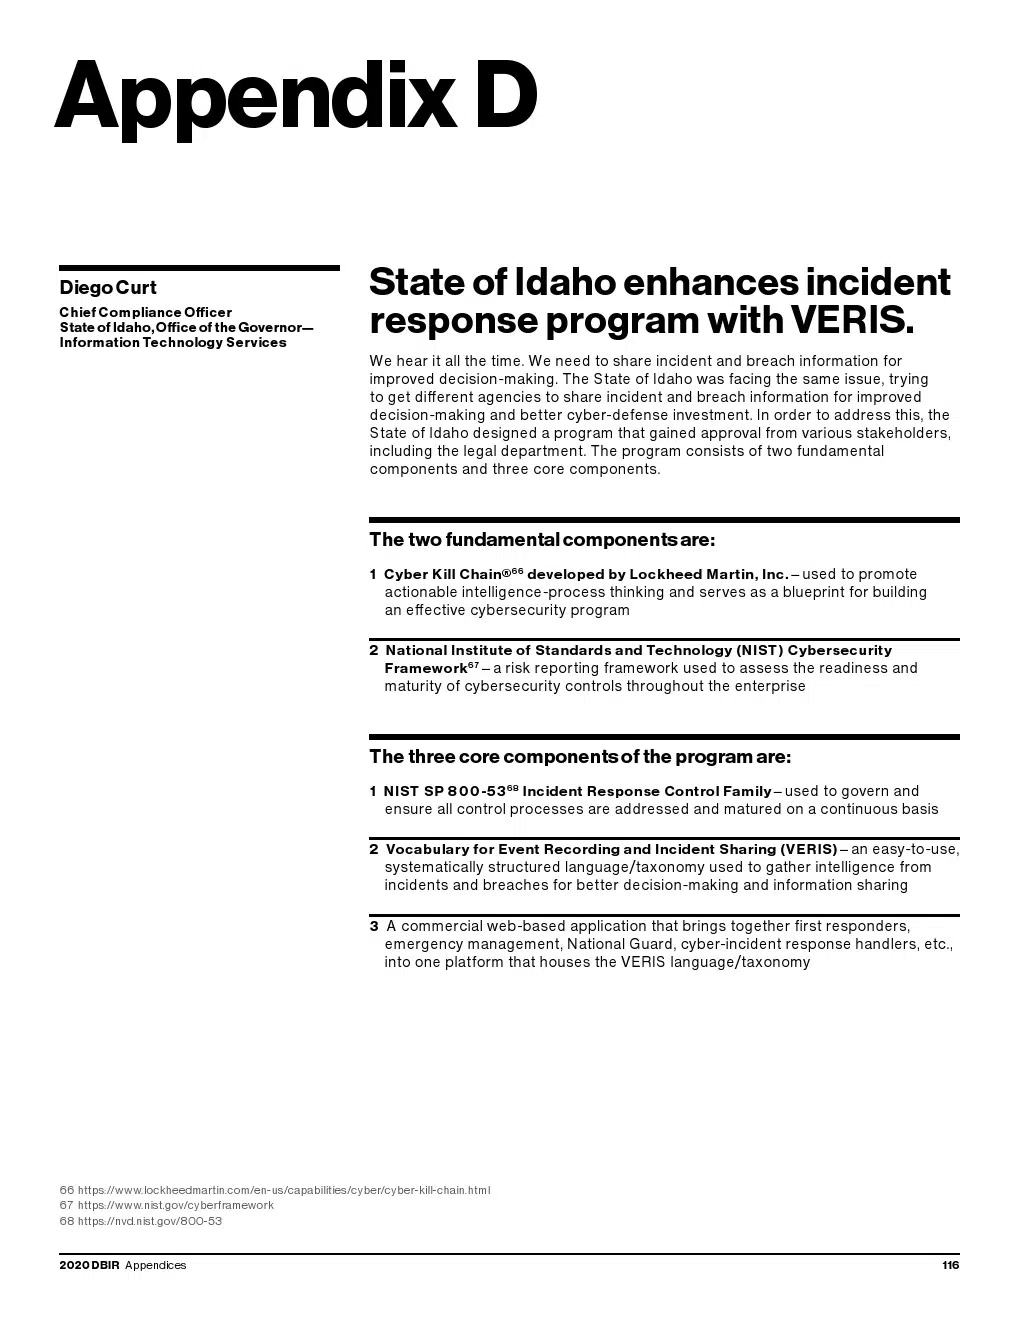 Appendix D
Diego Curt
Chief Compliance Officer
State of Idaho, Office of the Governor—
Information Technology Services
State of Idaho enhances incident
response program with VERIS.
We hear it all the time. We need to share incident and breach information for
improved decision-making. The State of Idaho was facing the same issue, trying
to get different agencies to share incident and breach information for improved
decision-making and better cyber-defense investment. In order to address this, the
State of Idaho designed a program that gained approval from various stakeholders,
including the legal department. The program consists of two fundamental
components and three core components.
The two fundamental components are:
1 Cyber Kill Chain®⁶⁶ developed by Lockheed Martin, Inc. – used to promote
actionable intelligence-process thinking and serves as a blueprint for building
an effective cybersecurity program
2 National Institute of Standards and Technology (NIST) Cybersecurity
Framework⁶⁷ – a risk reporting framework used to assess the readiness and
maturity of cybersecurity controls throughout the enterprise
The three core components of the program are:
1 NIST SP 800-53⁶⁸ Incident Response Control Family – used to govern and
ensure all control processes are addressed and matured on a continuous basis
2 Vocabulary for Event Recording and Incident Sharing (VERIS) – an easy-to-use,
systematically structured language/taxonomy used to gather intelligence from
incidents and breaches for better decision-making and information sharing
3 A commercial web-based application that brings together first responders,
emergency management, National Guard, cyber-incident response handlers, etc.,
into one platform that houses the VERIS language/taxonomy
66 https://www.lockheedmartin.com/en-us/capabilities/cyber/cyber-kill-chain.html
67 https://www.nist.gov/cyberframework
68 https://nvd.nist.gov/800-53
2020 DBIR Appendices
116